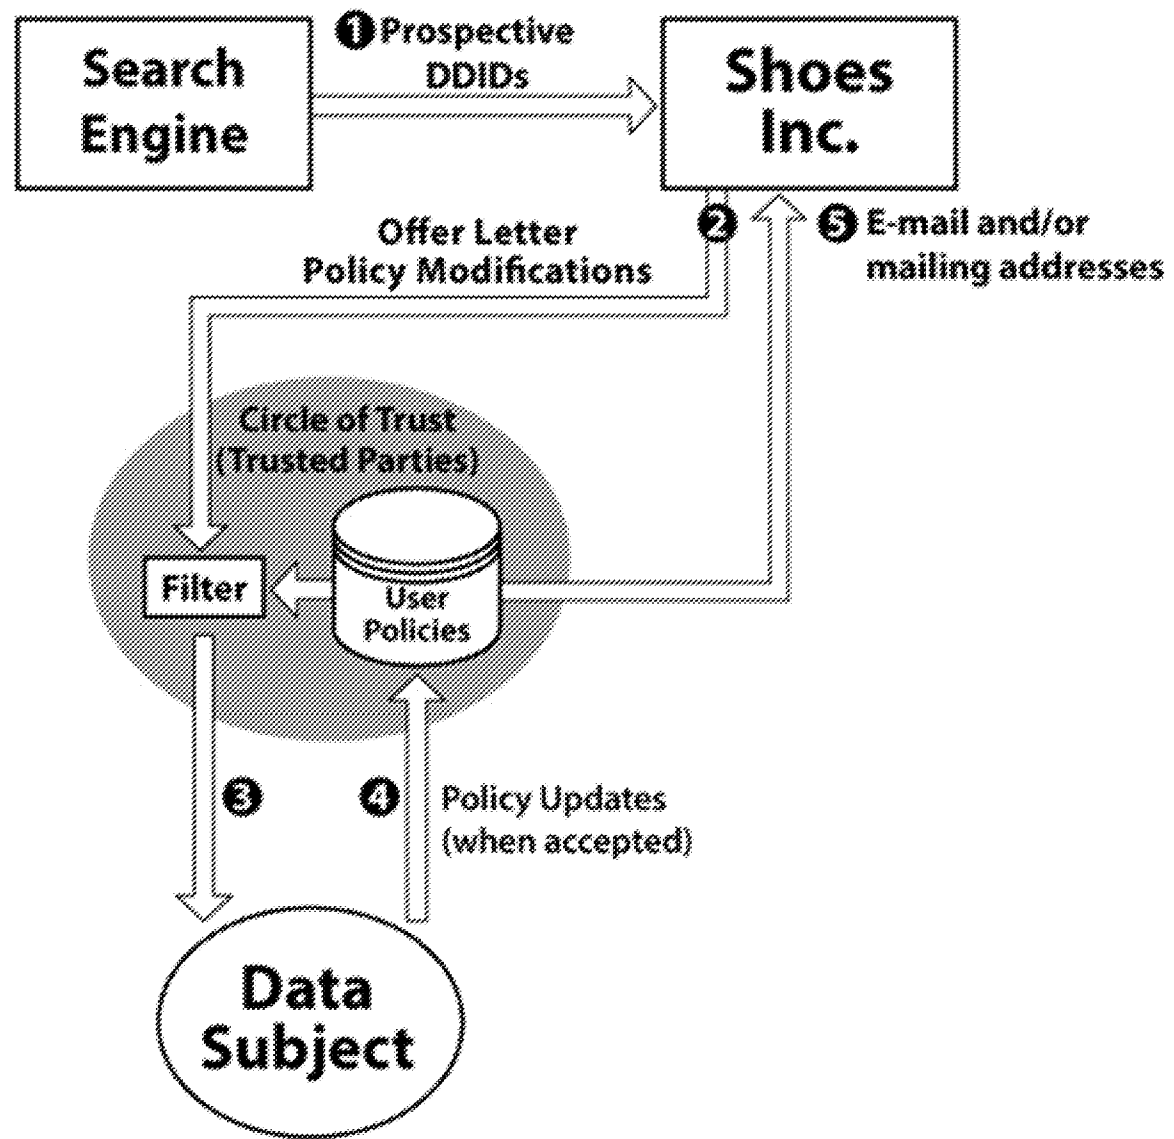 Search
Engine
❶ Prospective
DDIDs
Shoes
Inc.
❷
Offer Letter
Policy Modifications
❺ E-mail and/or
mailing addresses
Circle of Trust
(Trusted Parties)
Filter
User
Policies
❸
❹ Policy Updates
(when accepted)
Data
Subject